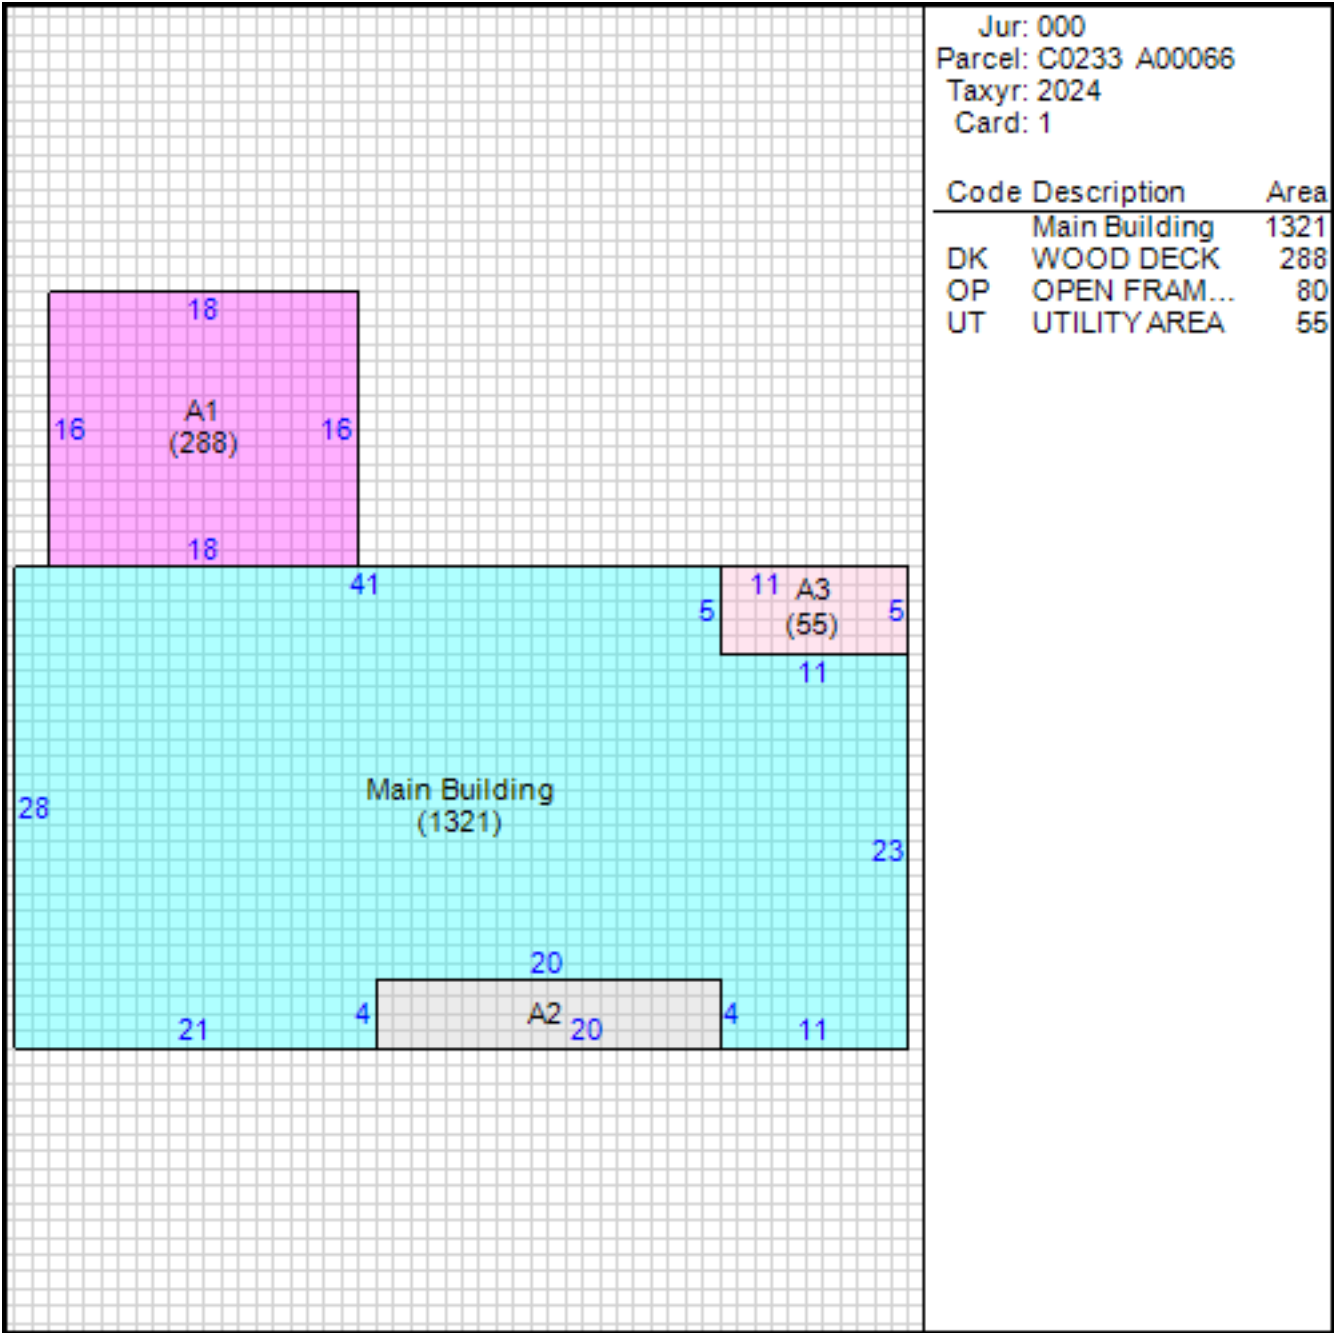 Jur: 000
Parcel: C0233 A00066
Taxyr: 2024
Card: 1
Code Description Area
Main Building 1321
DK WOOD DECK 288
OP OPEN FRAM... 80
UT UTILITY AREA 55
18
A1
16 16
(288)
18
41
11 A3
5 5
(55)
11
Main Building
28
(1321)
23
20
4 A2 4
21 20 11